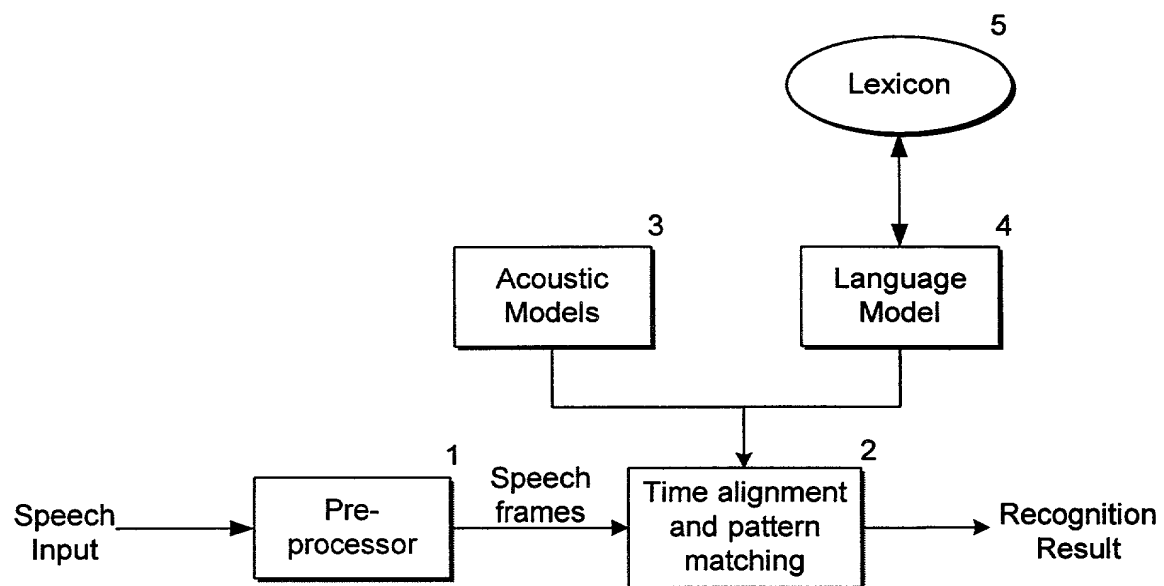 5
Lexicon
3
4
Acoustic
Models
Language
Model
1
2
Speech
Input
Pre-
processor
Speech
frames
Time alignment
and pattern
matching
Recognition
Result